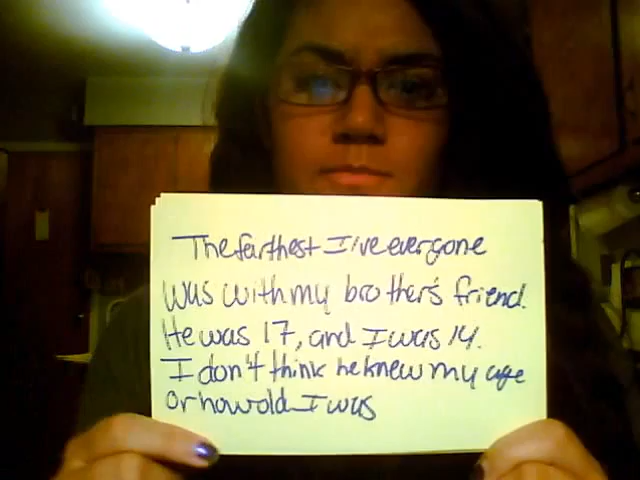 The farthest I've ever gone
was with my brother's friend.
He was 17, and I was 14.
I don't think he knew my age
or how old I was